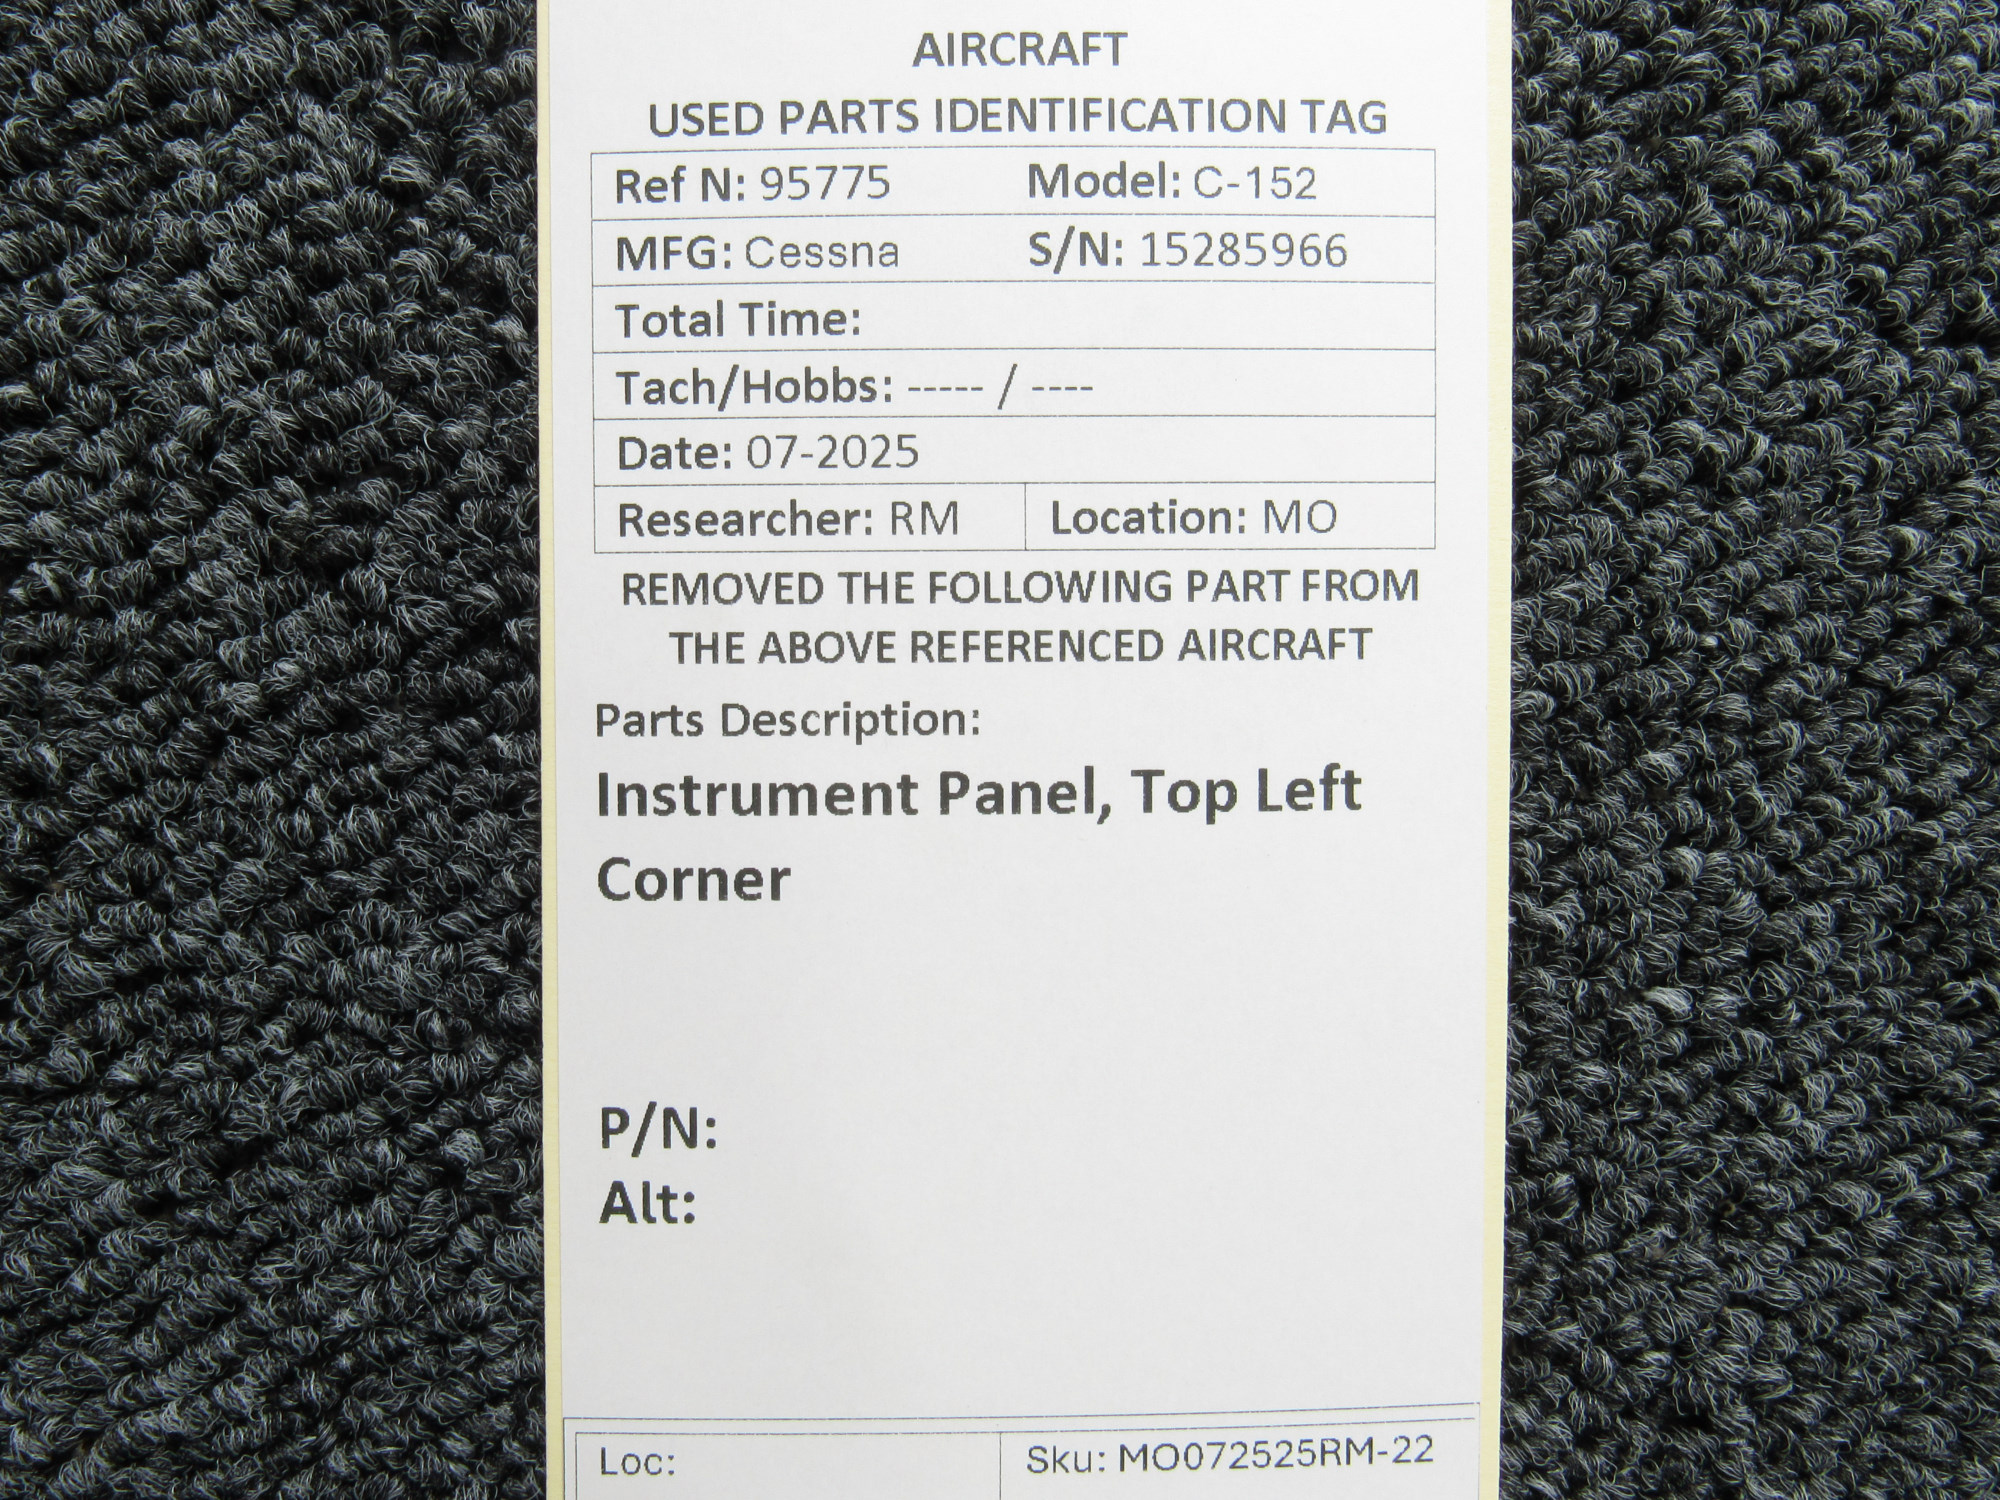 AIRCRAFT
USED PARTS IDENTIFICATION TAG
Ref N: 95775 Model: C-152
MFG: Cessna S/N: 15285966
Total Time:
Tach/Hobbs: ----- / ----
Date: 07-2025
Researcher: RM Location: MO
REMOVED THE FOLLOWING PART FROM
THE ABOVE REFERENCED AIRCRAFT
Parts Description:
Instrument Panel, Top Left
Corner
P/N:
Alt:
Loc: Sku: MO072525RM-22